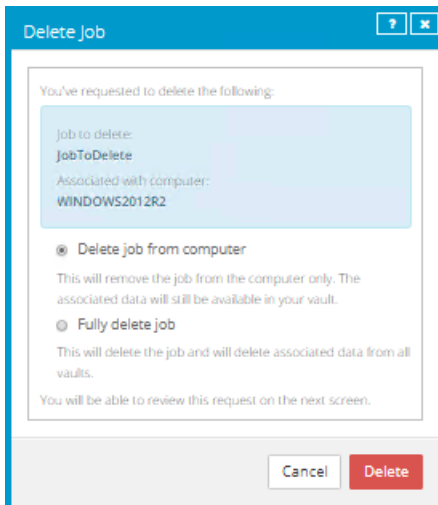 Delete Job
? x
You've requested to delete the following:
Job to delete:
JobToDelete
Associated with computer:
WINDOWS2012R2
Delete job from computer
This will remove the job from the computer only. The
associated data will still be available in your vault.
Fully delete job
This will delete the job and will delete associated data from all
vaults.
You will be able to review this request on the next screen.
Cancel Delete